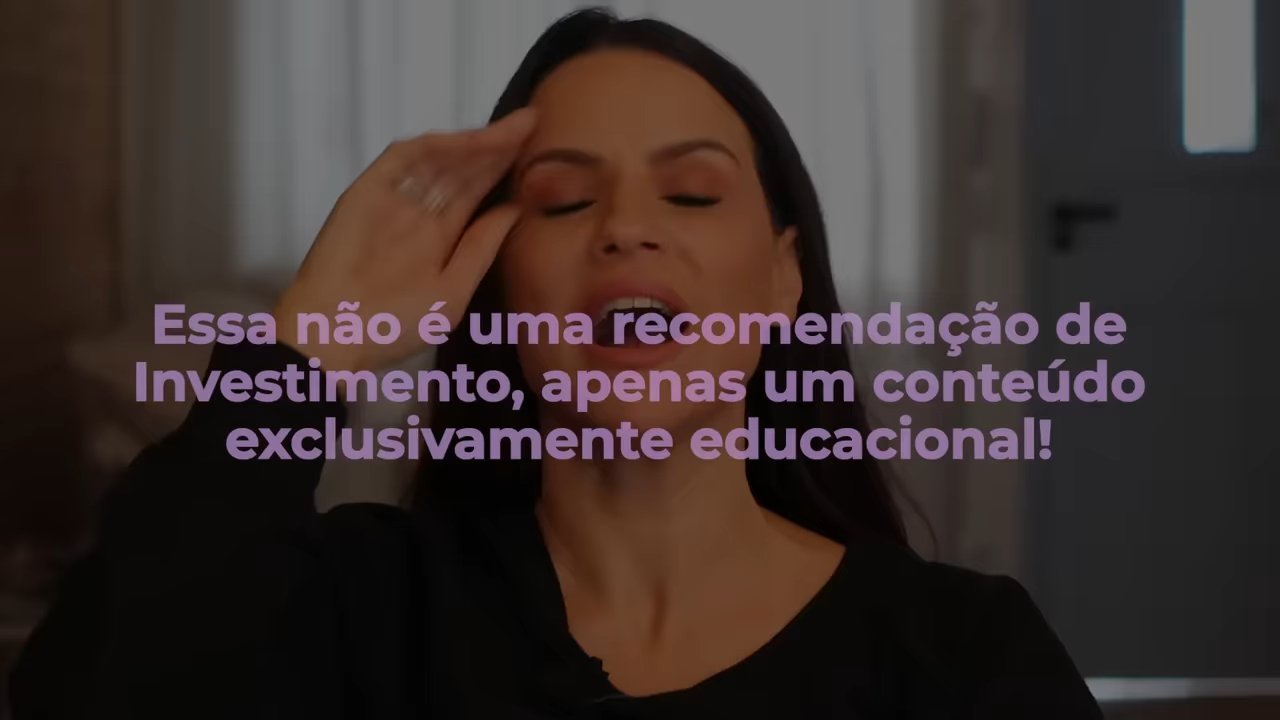 Essa não é uma recomendação de
Investimento, apenas um conteúdo
exclusivamente educacional!